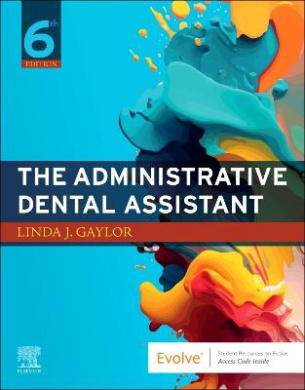 6th
EDITION
THE ADMINISTRATIVE
DENTAL ASSISTANT
LINDA J. GAYLOR
ELSEVIER
Evolve®
Student Resources on Evolve
Access Code Inside